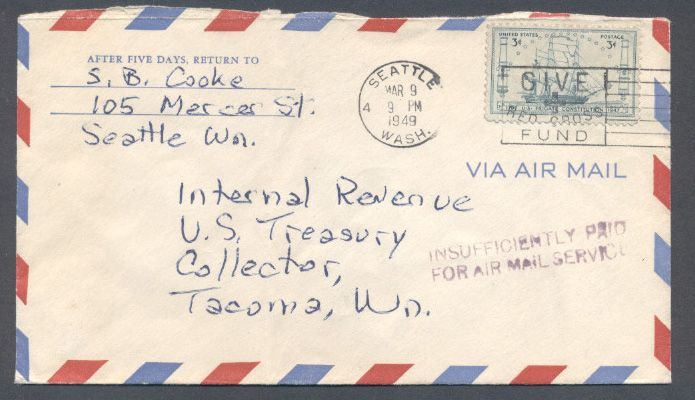 AFTER FIVE DAYS, RETURN TO
S. B. Cooke
105 Mercer St.
Seattle Wn.
SEATTLE
WASH.
MAR 9
4 9 PM
1949
UNITED STATES POSTAGE
3¢ 3¢
GIVE!
RED CROSS
FUND
VIA AIR MAIL
Internal Revenue
U.S. Treasury
Collector,
Tacoma, Wn.
INSUFFICIENTLY PAID
FOR AIR MAIL SERVICE